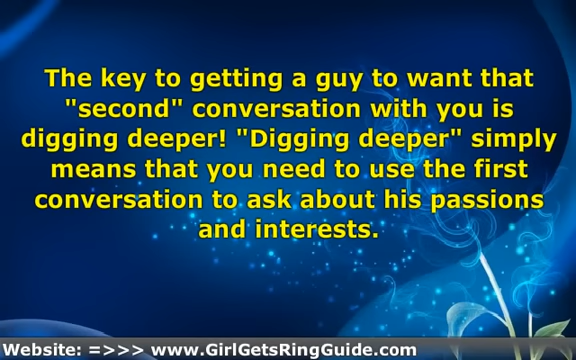 The key to getting a guy to want that
"second" conversation with you is
digging deeper! "Digging deeper" simply
means that you need to use the first
conversation to ask about his passions
and interests.
Website: =>>> www.GirlGetsRingGuide.com